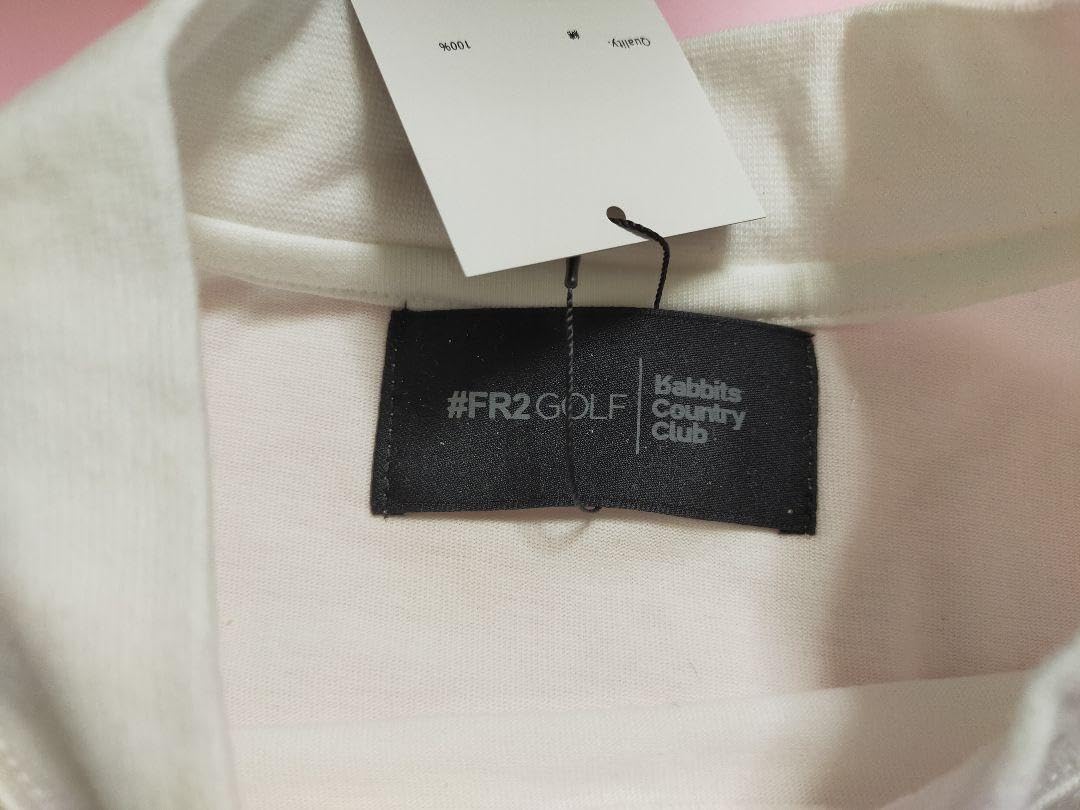 Quality.
綿
100%
#FR2GOLF
Rabbits
Country
Club